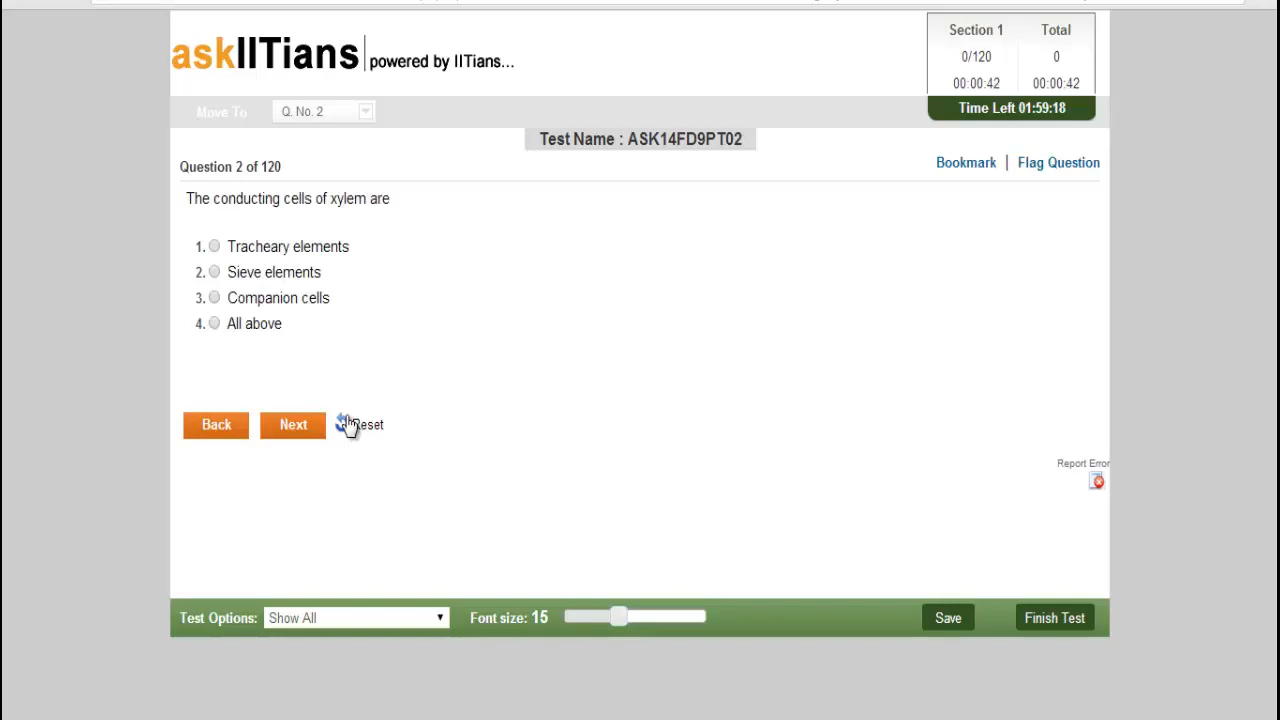 askIITians powered by IITians...
Section 1 Total
0/120 0
00:00:42 00:00:42
Time Left 01:59:18
Move To Q. No. 2
Test Name : ASK14FD9PT02
Question 2 of 120
Bookmark | Flag Question
The conducting cells of xylem are
1. Tracheary elements
2. Sieve elements
3. Companion cells
4. All above
Back Next Reset
Report Error
Test Options: Show All Font size: 15 Save Finish Test